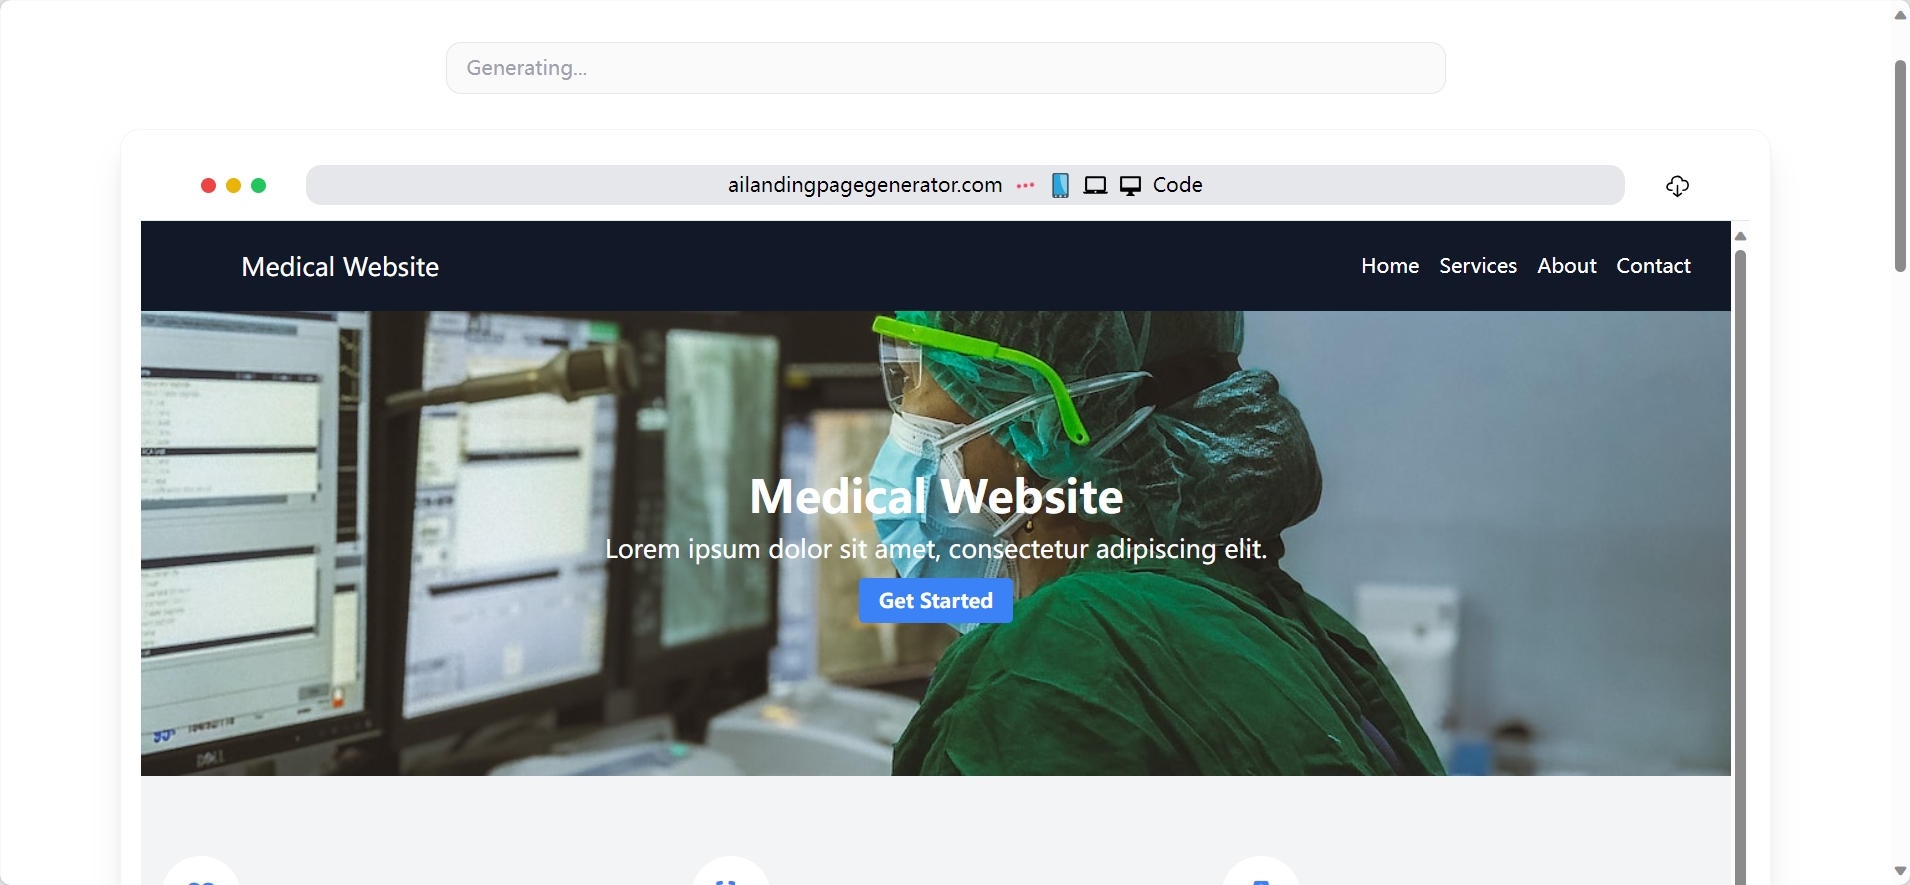 Generating...
ailandingpagegenerator.com Code
Medical Website
Home Services About Contact
Medical Website
Lorem ipsum dolor sit amet, consectetur adipiscing elit.
Get Started
DELL